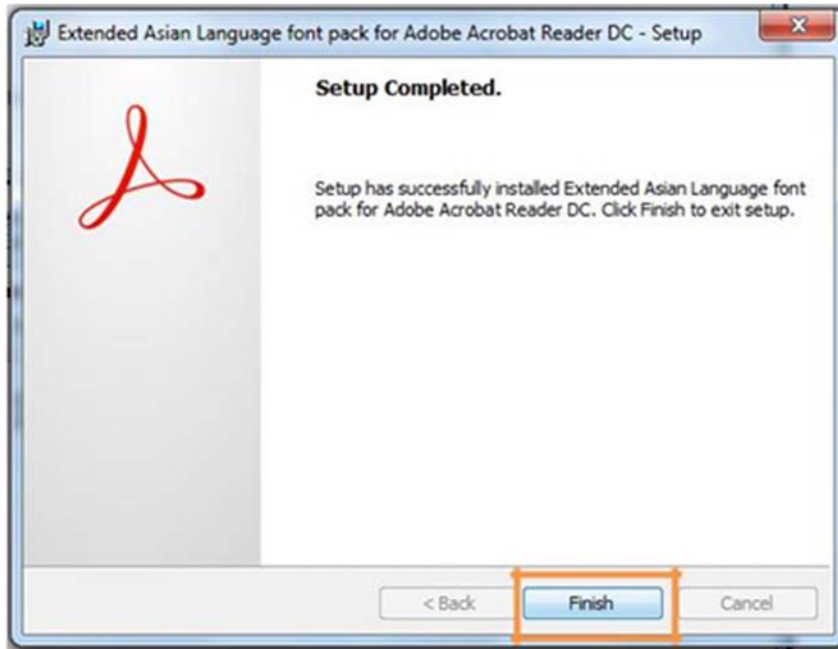 Extended Asian Language font pack for Adobe Acrobat Reader DC - Setup
Setup Completed.
Setup has successfully installed Extended Asian Language font
pack for Adobe Acrobat Reader DC. Click Finish to exit setup.
< Back Finish Cancel